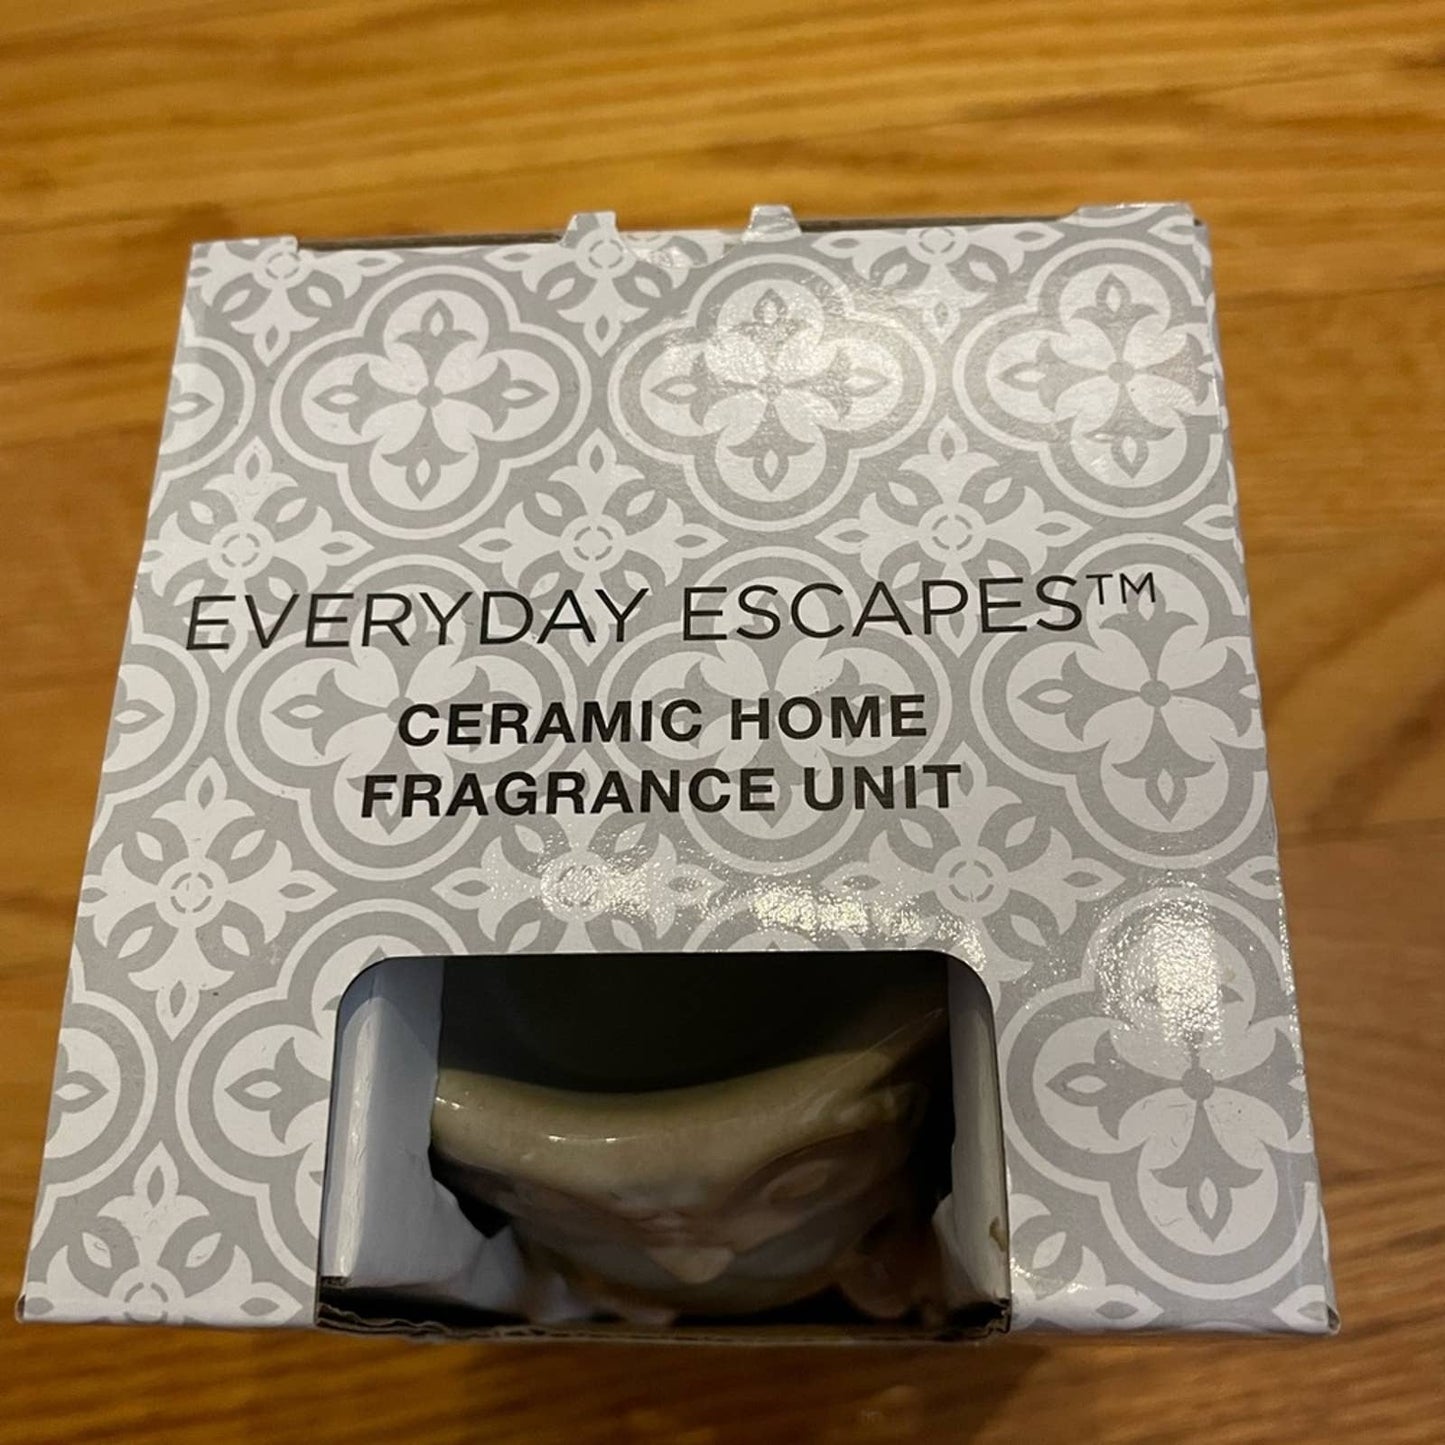 EVERYDAY ESCAPES™
CERAMIC HOME
FRAGRANCE UNIT